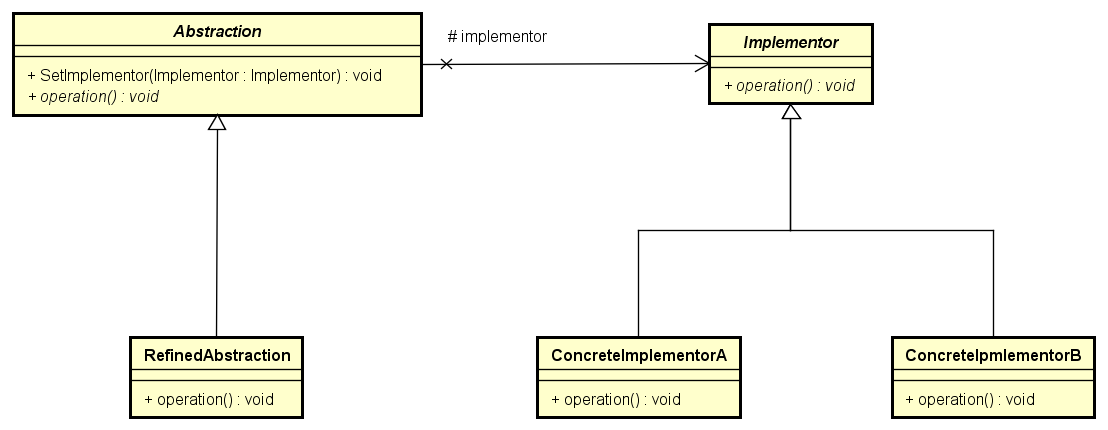 Abstraction
+ SetImplementor(Implementor : Implementor) : void
+ operation() : void
# implementor
Implementor
+ operation() : void
RefinedAbstraction
+ operation() : void
ConcreteImplementorA
+ operation() : void
ConcreteIpmlementorB
+ operation() : void